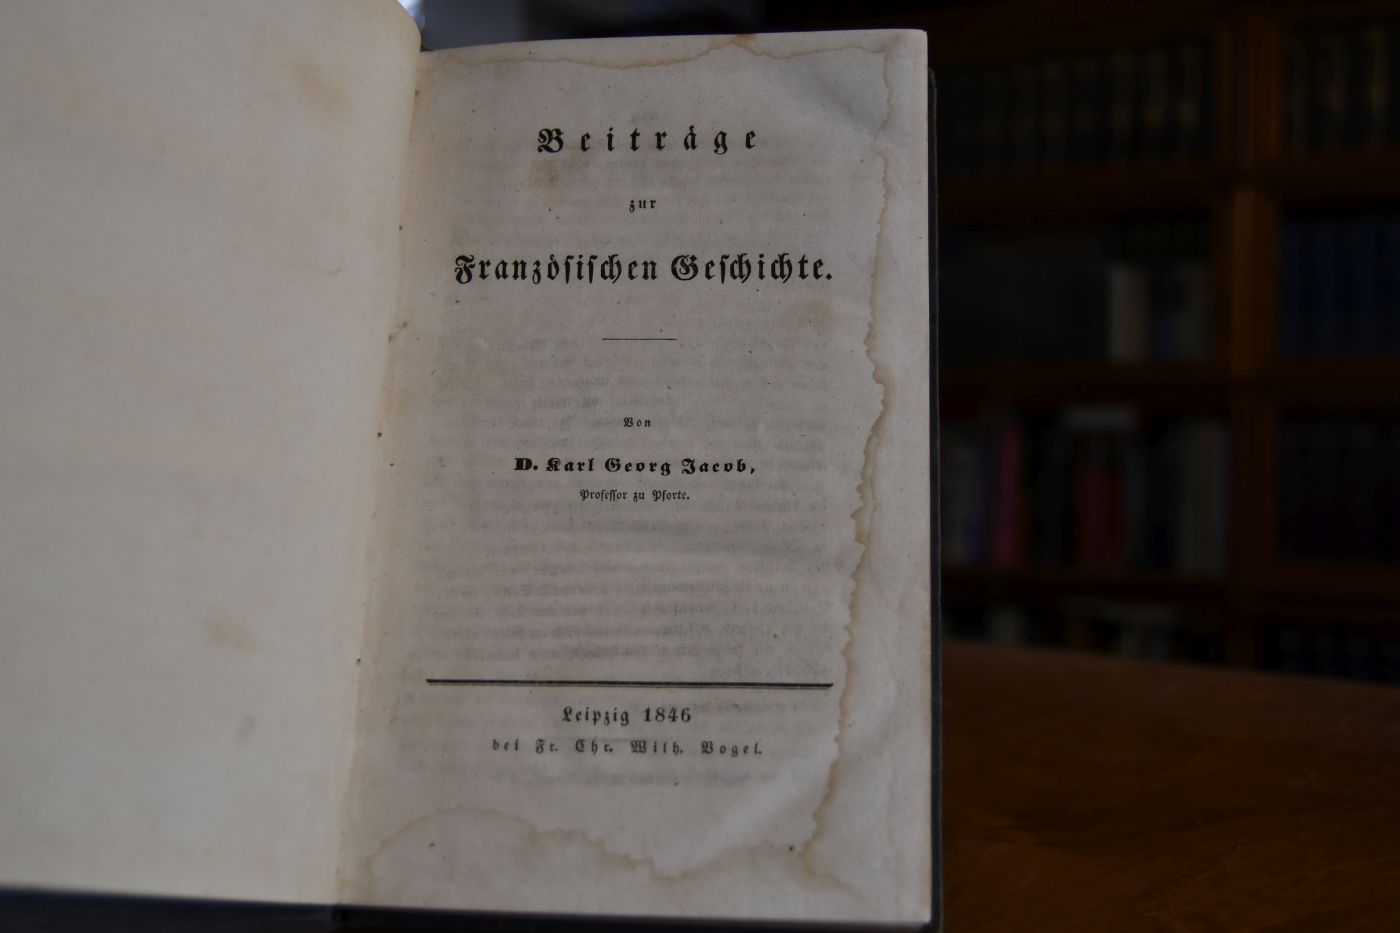 Beiträge
zur
Franzöſiſchen Geſchichte.
Von
D. Karl Georg Jacob,
Profeſſor zu Pforte.
Leipzig 1846
bei Fr. Chr. Wilh. Vogel.